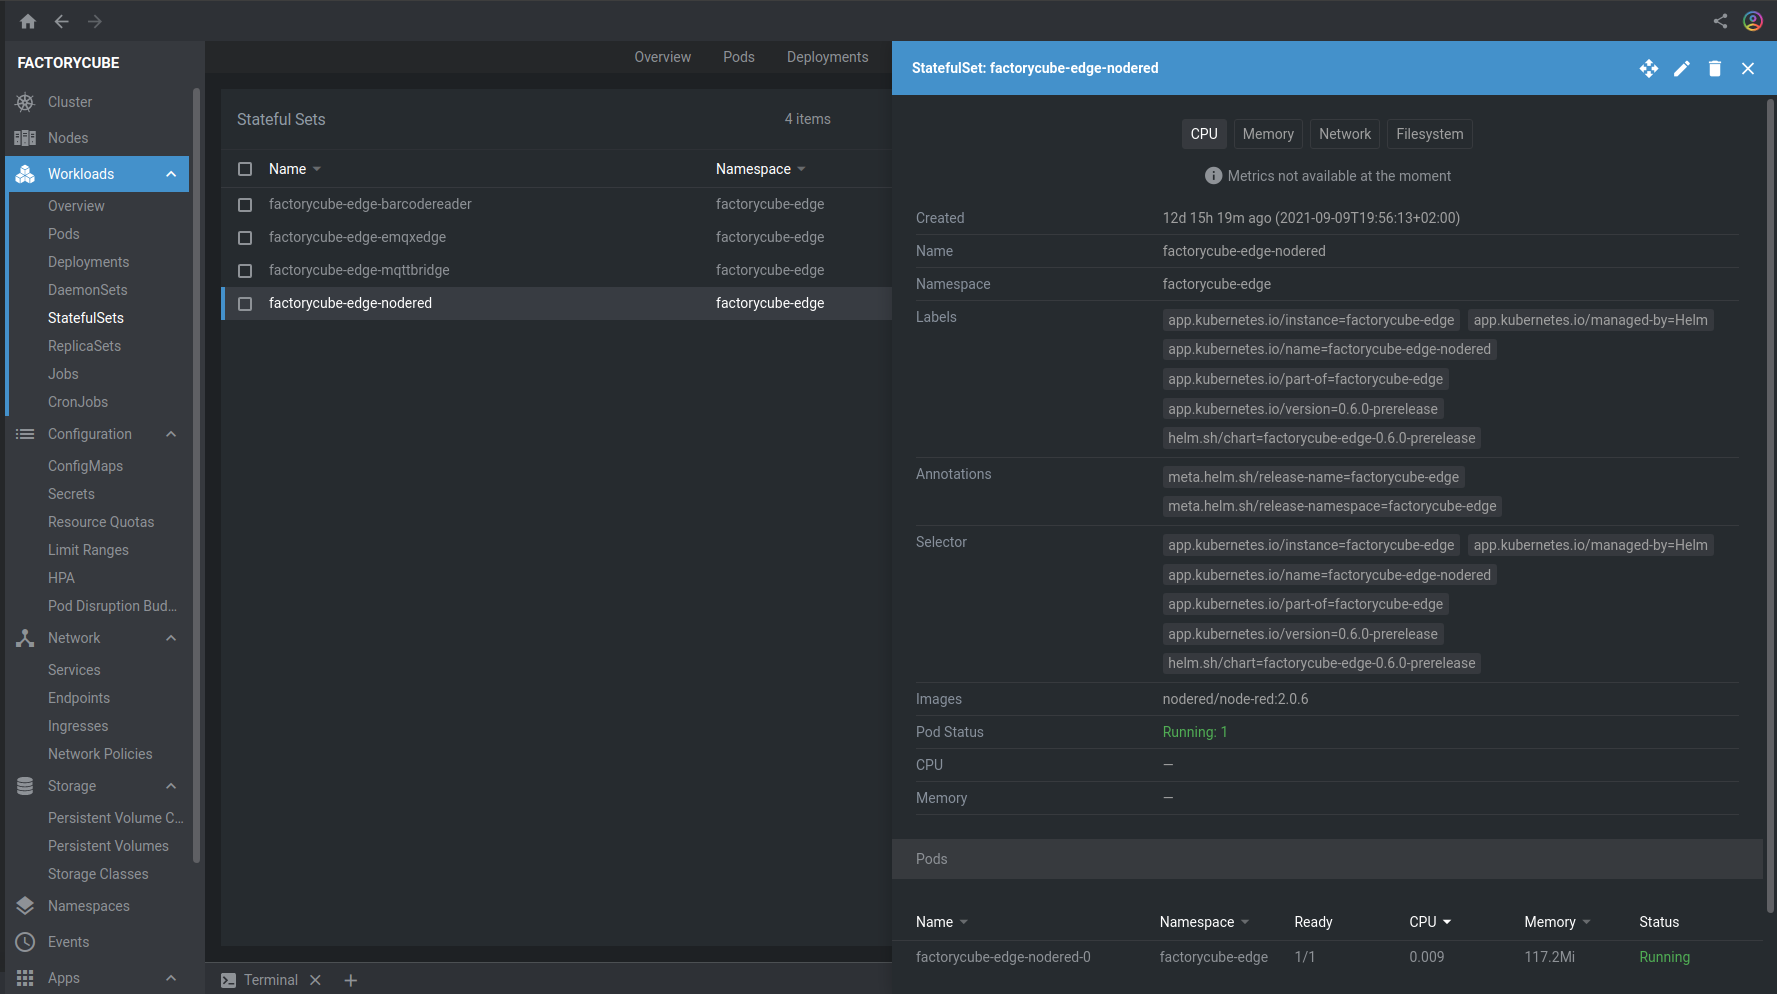 FACTORYCUBE
Cluster
Nodes
Workloads
Overview
Pods
Deployments
DaemonSets
StatefulSets
ReplicaSets
Jobs
CronJobs
Configuration
ConfigMaps
Secrets
Resource Quotas
Limit Ranges
HPA
Pod Disruption Bud...
Network
Services
Endpoints
Ingresses
Network Policies
Storage
Persistent Volume C...
Persistent Volumes
Storage Classes
Namespaces
Events
Apps
Overview Pods Deployments
Stateful Sets 4 items
Name Namespace
factorycube-edge-barcodereader factorycube-edge
factorycube-edge-emqxedge factorycube-edge
factorycube-edge-mqttbridge factorycube-edge
factorycube-edge-nodered factorycube-edge
Terminal
StatefulSet: factorycube-edge-nodered
CPU Memory Network Filesystem
Metrics not available at the moment
Created 12d 15h 19m ago (2021-09-09T19:56:13+02:00)
Name factorycube-edge-nodered
Namespace factorycube-edge
Labels app.kubernetes.io/instance=factorycube-edge app.kubernetes.io/managed-by=Helm
app.kubernetes.io/name=factorycube-edge-nodered
app.kubernetes.io/part-of=factorycube-edge
app.kubernetes.io/version=0.6.0-prerelease
helm.sh/chart=factorycube-edge-0.6.0-prerelease
Annotations meta.helm.sh/release-name=factorycube-edge
meta.helm.sh/release-namespace=factorycube-edge
Selector app.kubernetes.io/instance=factorycube-edge app.kubernetes.io/managed-by=Helm
app.kubernetes.io/name=factorycube-edge-nodered
app.kubernetes.io/part-of=factorycube-edge
app.kubernetes.io/version=0.6.0-prerelease
helm.sh/chart=factorycube-edge-0.6.0-prerelease
Images nodered/node-red:2.0.6
Pod Status Running: 1
CPU —
Memory —
Pods
Name Namespace Ready CPU Memory Status
factorycube-edge-nodered-0 factorycube-edge 1/1 0.009 117.2Mi Running